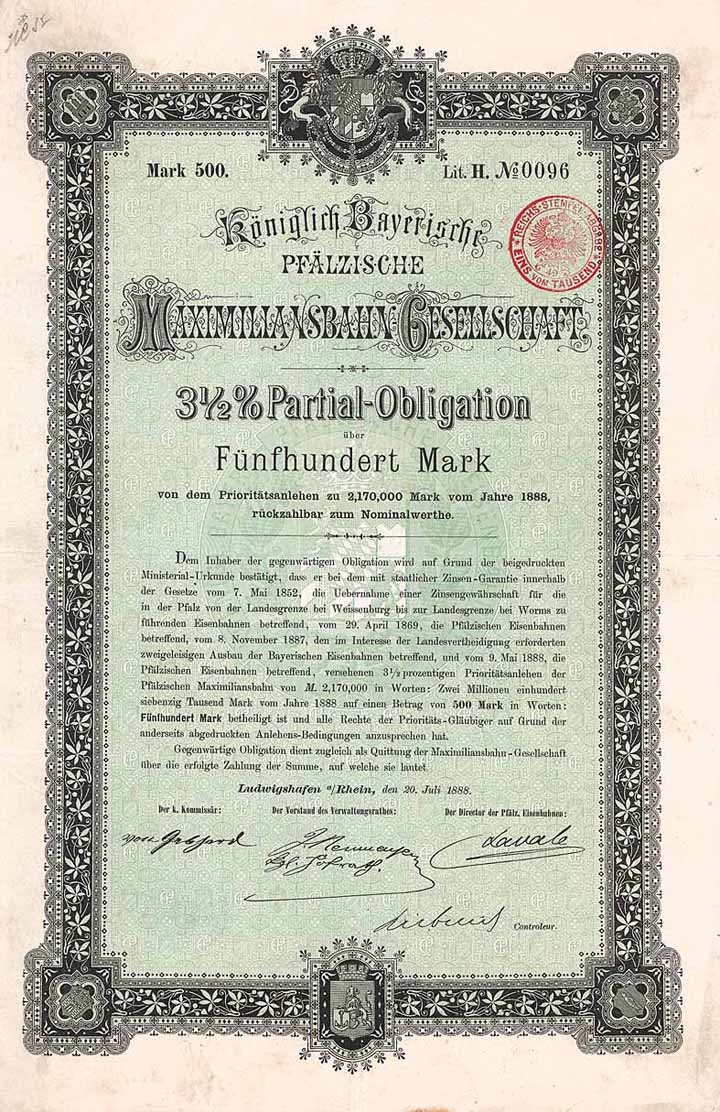 Mark 500. Lit. H. № 0096
Königlich Bayerische
PFÄLZISCHE
MAXIMILIANSBAHN-GESELLSCHAFT.
REICHS-STEMPEL-ABGABE
EINS VOM TAUSEND
3½% Partial-Obligation
über
Fünfhundert Mark
von dem Prioritätsanlehen zu 2,170,000 Mark vom Jahre 1888,
rückzahlbar zum Nominalwerthe.
Dem Inhaber der gegenwärtigen Obligation wird auf Grund der beigedruckten
Ministerial-Urkunde bestätigt, dass er bei dem mit staatlicher Zinsen-Garantie innerhalb
der Gesetze vom 7. Mai 1852, die Uebernahme einer Zinsengewährschaft für die
in der Pfalz von der Landesgrenze bei Weissenburg bis zur Landesgrenze bei Worms zu
führenden Eisenbahnen betreffend, vom 29. April 1869, die Pfälzischen Eisenbahnen
betreffend, vom 8. November 1887, den im Interesse der Landesvertheidigung erforderten
zweigeleisigen Ausbau der Bayerischen Eisenbahnen betreffend, und vom 9. Mai 1888, die
Pfälzischen Eisenbahnen betreffend, versehenen 3½prozentigen Prioritätsanlehen der
Pfälzischen Maximiliansbahn von M. 2,170,000 in Worten: Zwei Millionen einhundert
siebenzig Tausend Mark vom Jahre 1888 auf einen Betrag von 500 Mark in Worten:
Fünfhundert Mark betheiligt ist und alle Rechte der Prioritäts-Gläubiger auf Grund der
anderseits abgedruckten Anlehens-Bedingungen anzusprechen hat.
Gegenwärtige Obligation dient zugleich als Quittung der Maximiliansbahn-Gesellschaft
über die erfolgte Zahlung der Summe, auf welche sie lautet.
Ludwigshafen a/Rhein, den 20. Juli 1888.
Der k. Kommissär: Der Vorstand des Verwaltungsrathes: Der Director der Pfälz. Eisenbahnen:
Lavale
Controleur.